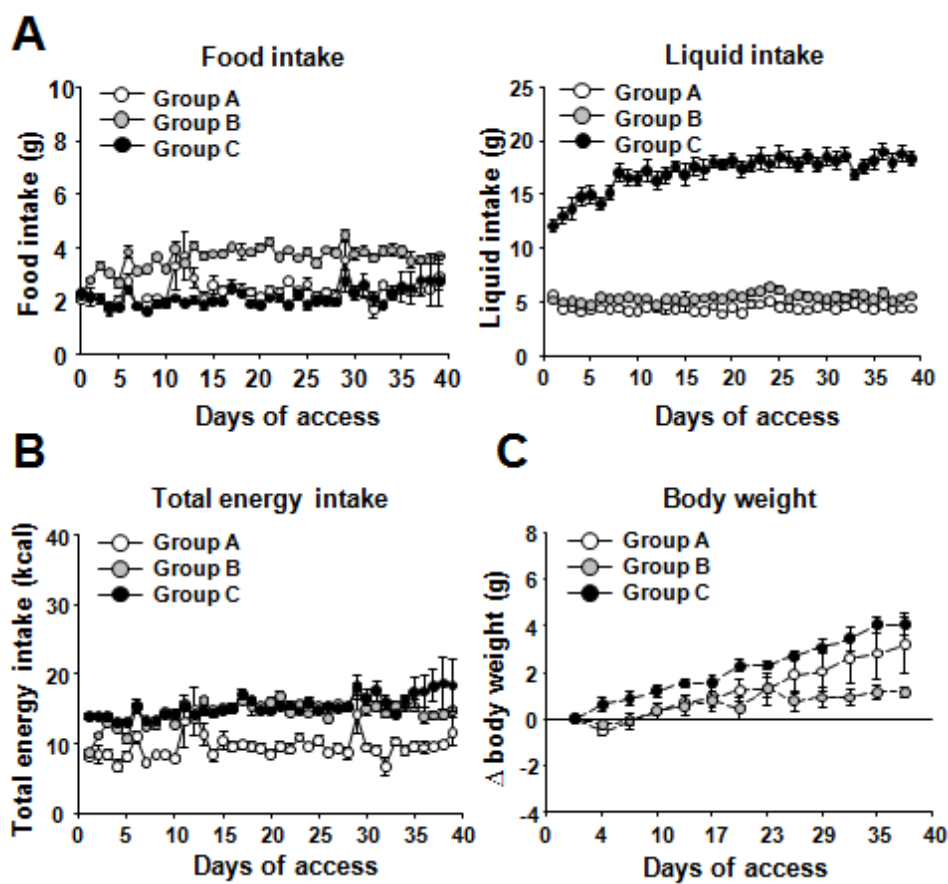 A
Food intake
Food intake (g)
10
8
6
4
2
0
Group A
Group B
Group C
0 5 10 15 20 25 30 35 40
Days of access
Liquid intake
Liquid intake (g)
25
20
15
10
5
0
Group A
Group B
Group C
0 5 10 15 20 25 30 35 40
Days of access
B
Total energy intake
Total energy intake (kcal)
40
30
20
10
0
Group A
Group B
Group C
0 5 10 15 20 25 30 35 40
Days of access
C
Body weight
Δ body weight (g)
8
6
4
2
0
-2
-4
Group A
Group B
Group C
0 4 10 17 23 29 35 40
Days of access